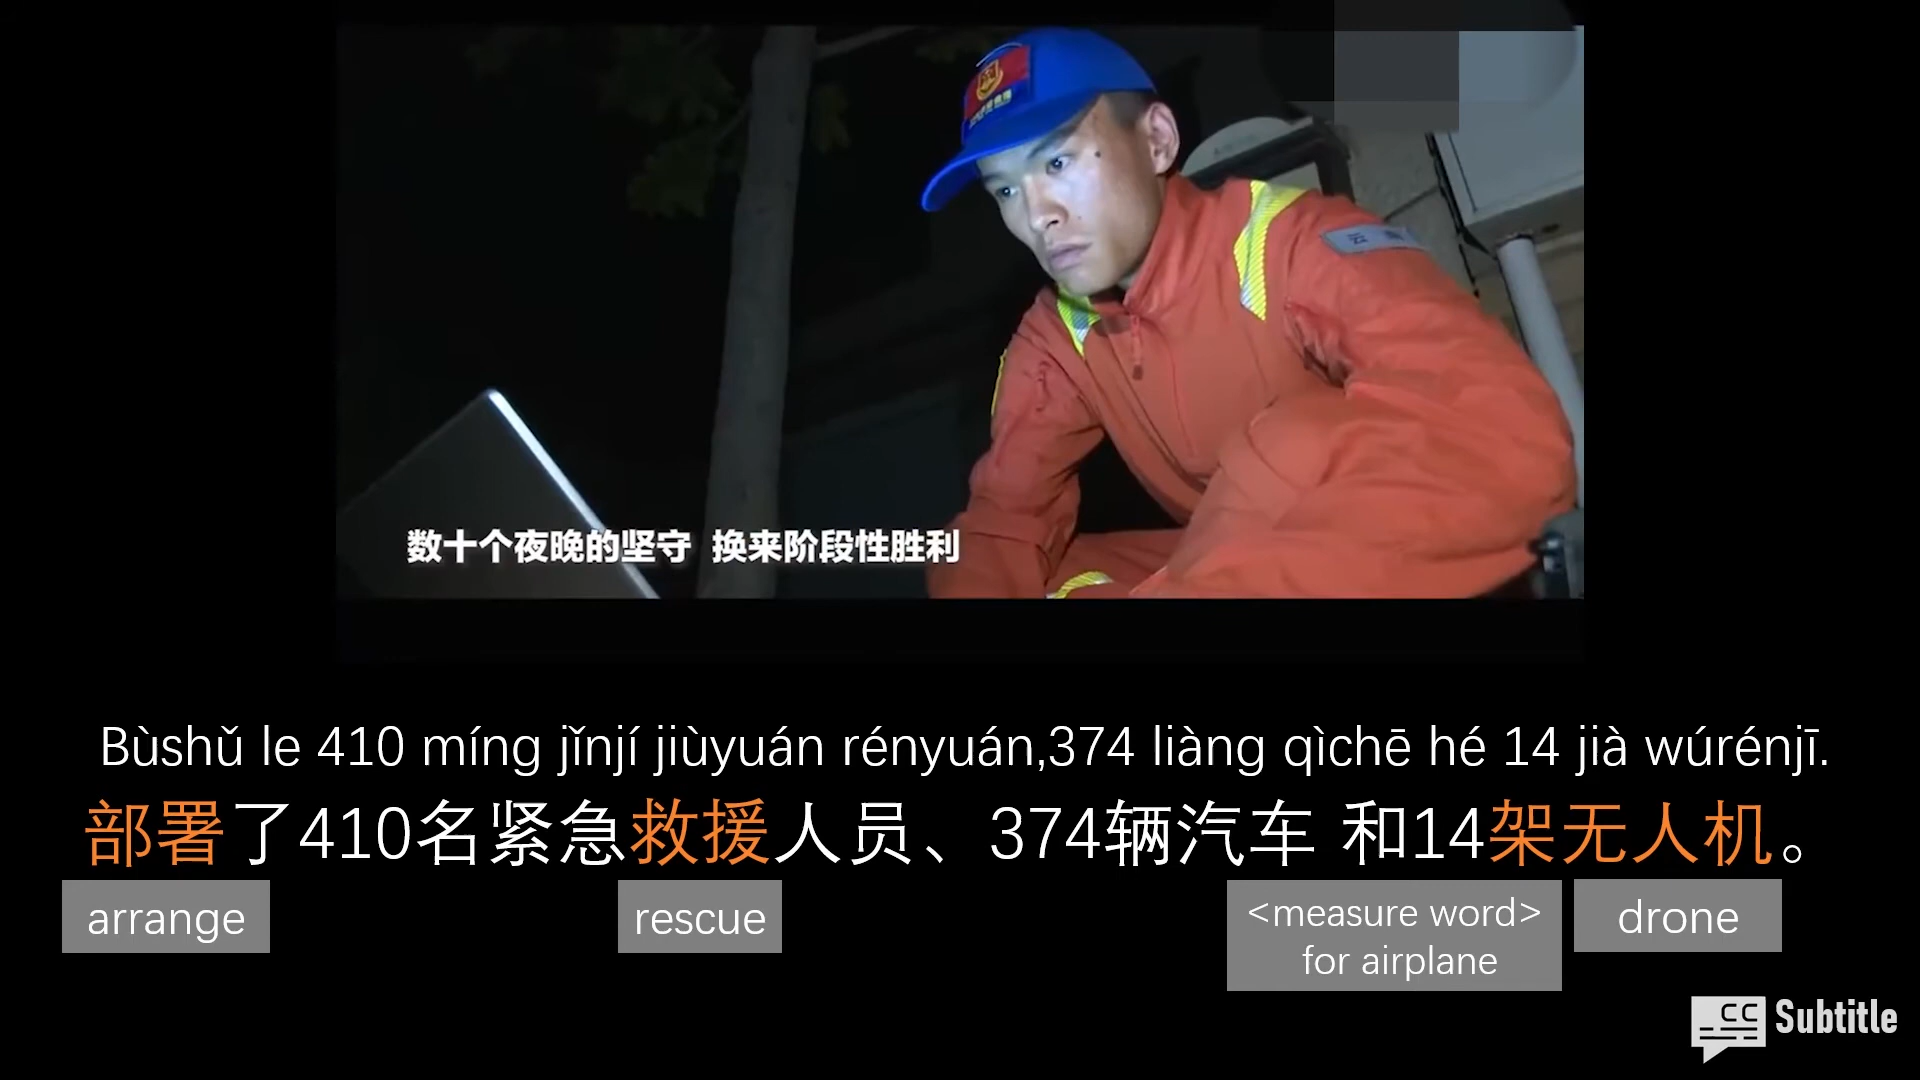 云
数十个夜晚的坚守 换来阶段性胜利
Bùshǔ le 410 míng jǐnjí jiùyuán rényuán,374 liàng qìchē hé 14 jià wúrénjī.
部署了410名紧急救援人员、374辆汽车 和14架无人机。
arrange
rescue
<measure word>
for airplane
drone
CC Subtitle